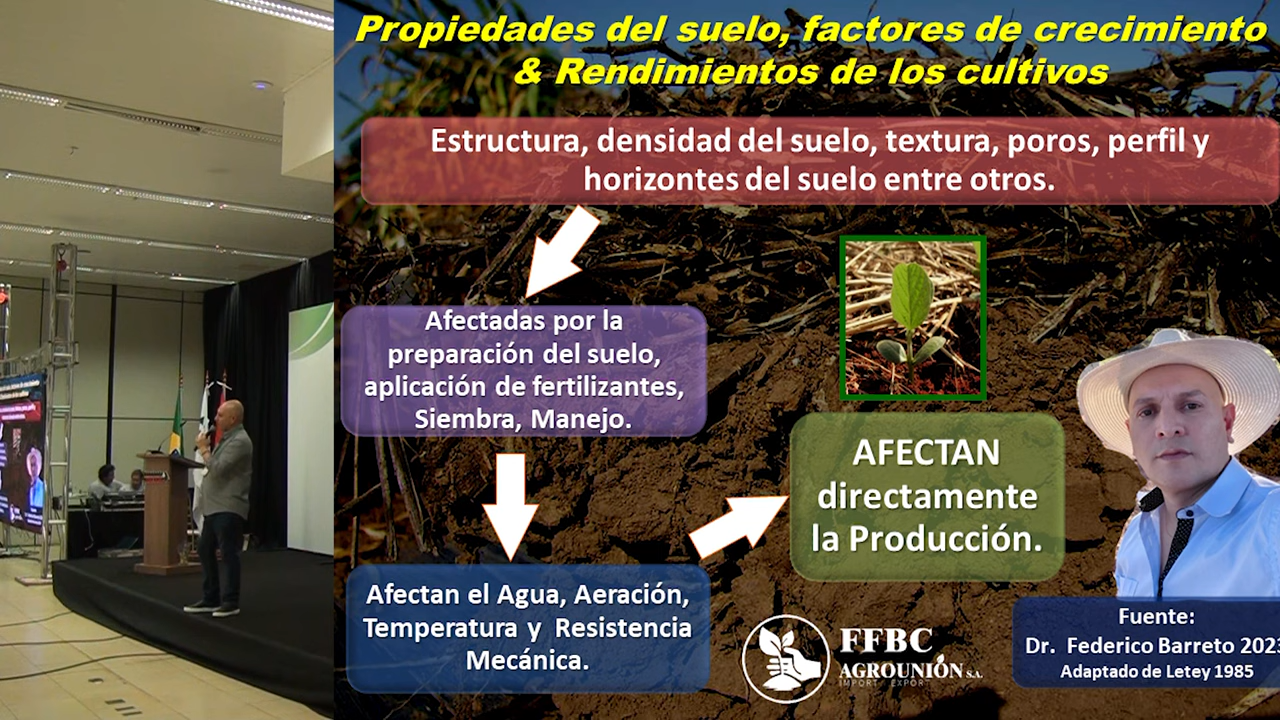 Propiedades del suelo, factores de crecimiento
& Rendimientos de los cultivos
Estructura, densidad del suelo, textura, poros, perfil y
horizontes del suelo entre otros.
Afectadas por la
preparación del suelo,
aplicación de fertilizantes,
Siembra, Manejo.
AFECTAN
directamente
la Producción.
Afectan el Agua, Aeración,
Temperatura y Resistencia
Mecánica.
FFBC
AGROUNIÓN S.A.
IMPORT / EXPORT
Fuente:
Dr. Federico Barreto 2023
Adaptado de Letey 1985